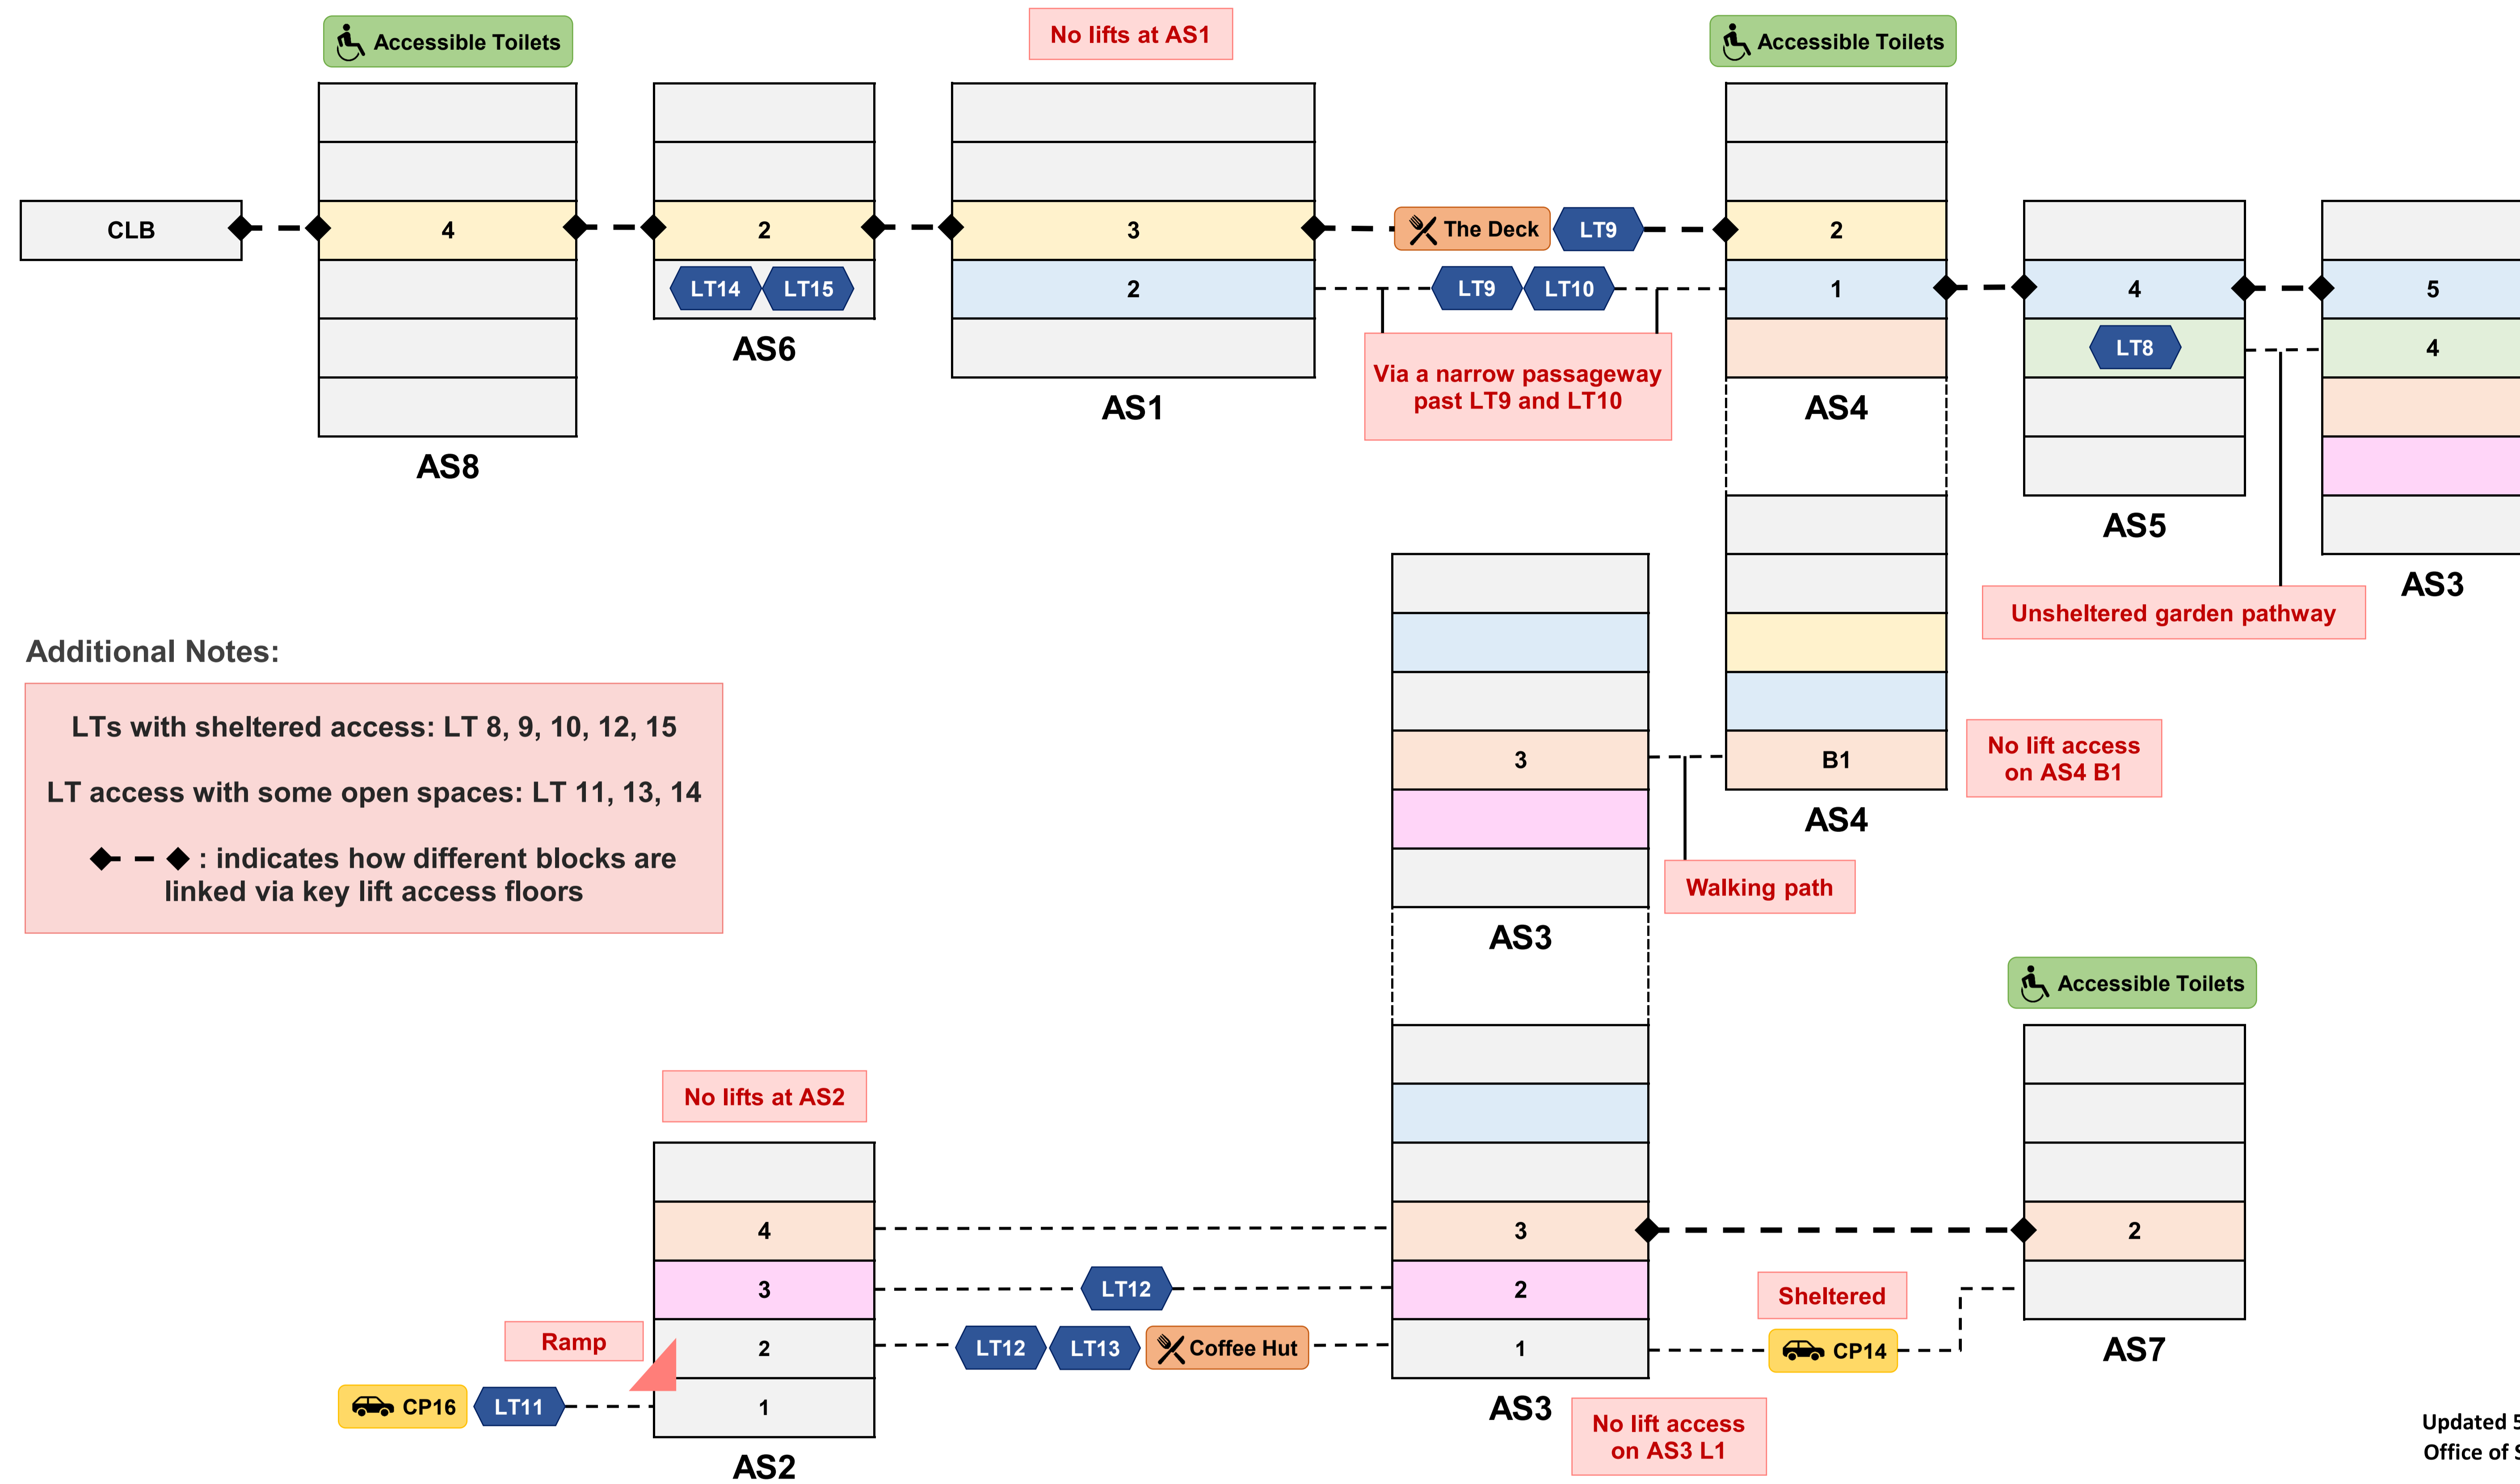 Accessible Toilets
No lifts at AS1
Accessible Toilets
CLB
4
2
3
The Deck
LT9
2
LT14
LT15
2
LT9
LT10
1
4
5
AS6
LT8
4
Via a narrow passageway
past LT9 and LT10
AS1
AS4
AS8
AS5
AS3
Unsheltered garden pathway
Additional Notes:
LTs with sheltered access: LT 8, 9, 10, 12, 15
LT access with some open spaces: LT 11, 13, 14
: indicates how different blocks are
linked via key lift access floors
3
B1
No lift access
on AS4 B1
AS4
Walking path
AS3
Accessible Toilets
No lifts at AS2
4
3
2
3
LT12
2
Sheltered
Ramp
2
LT12
LT13
Coffee Hut
1
CP14
AS7
CP16
LT11
1
AS3
No lift access
on AS3 L1
AS2
Updated 5
Office of S